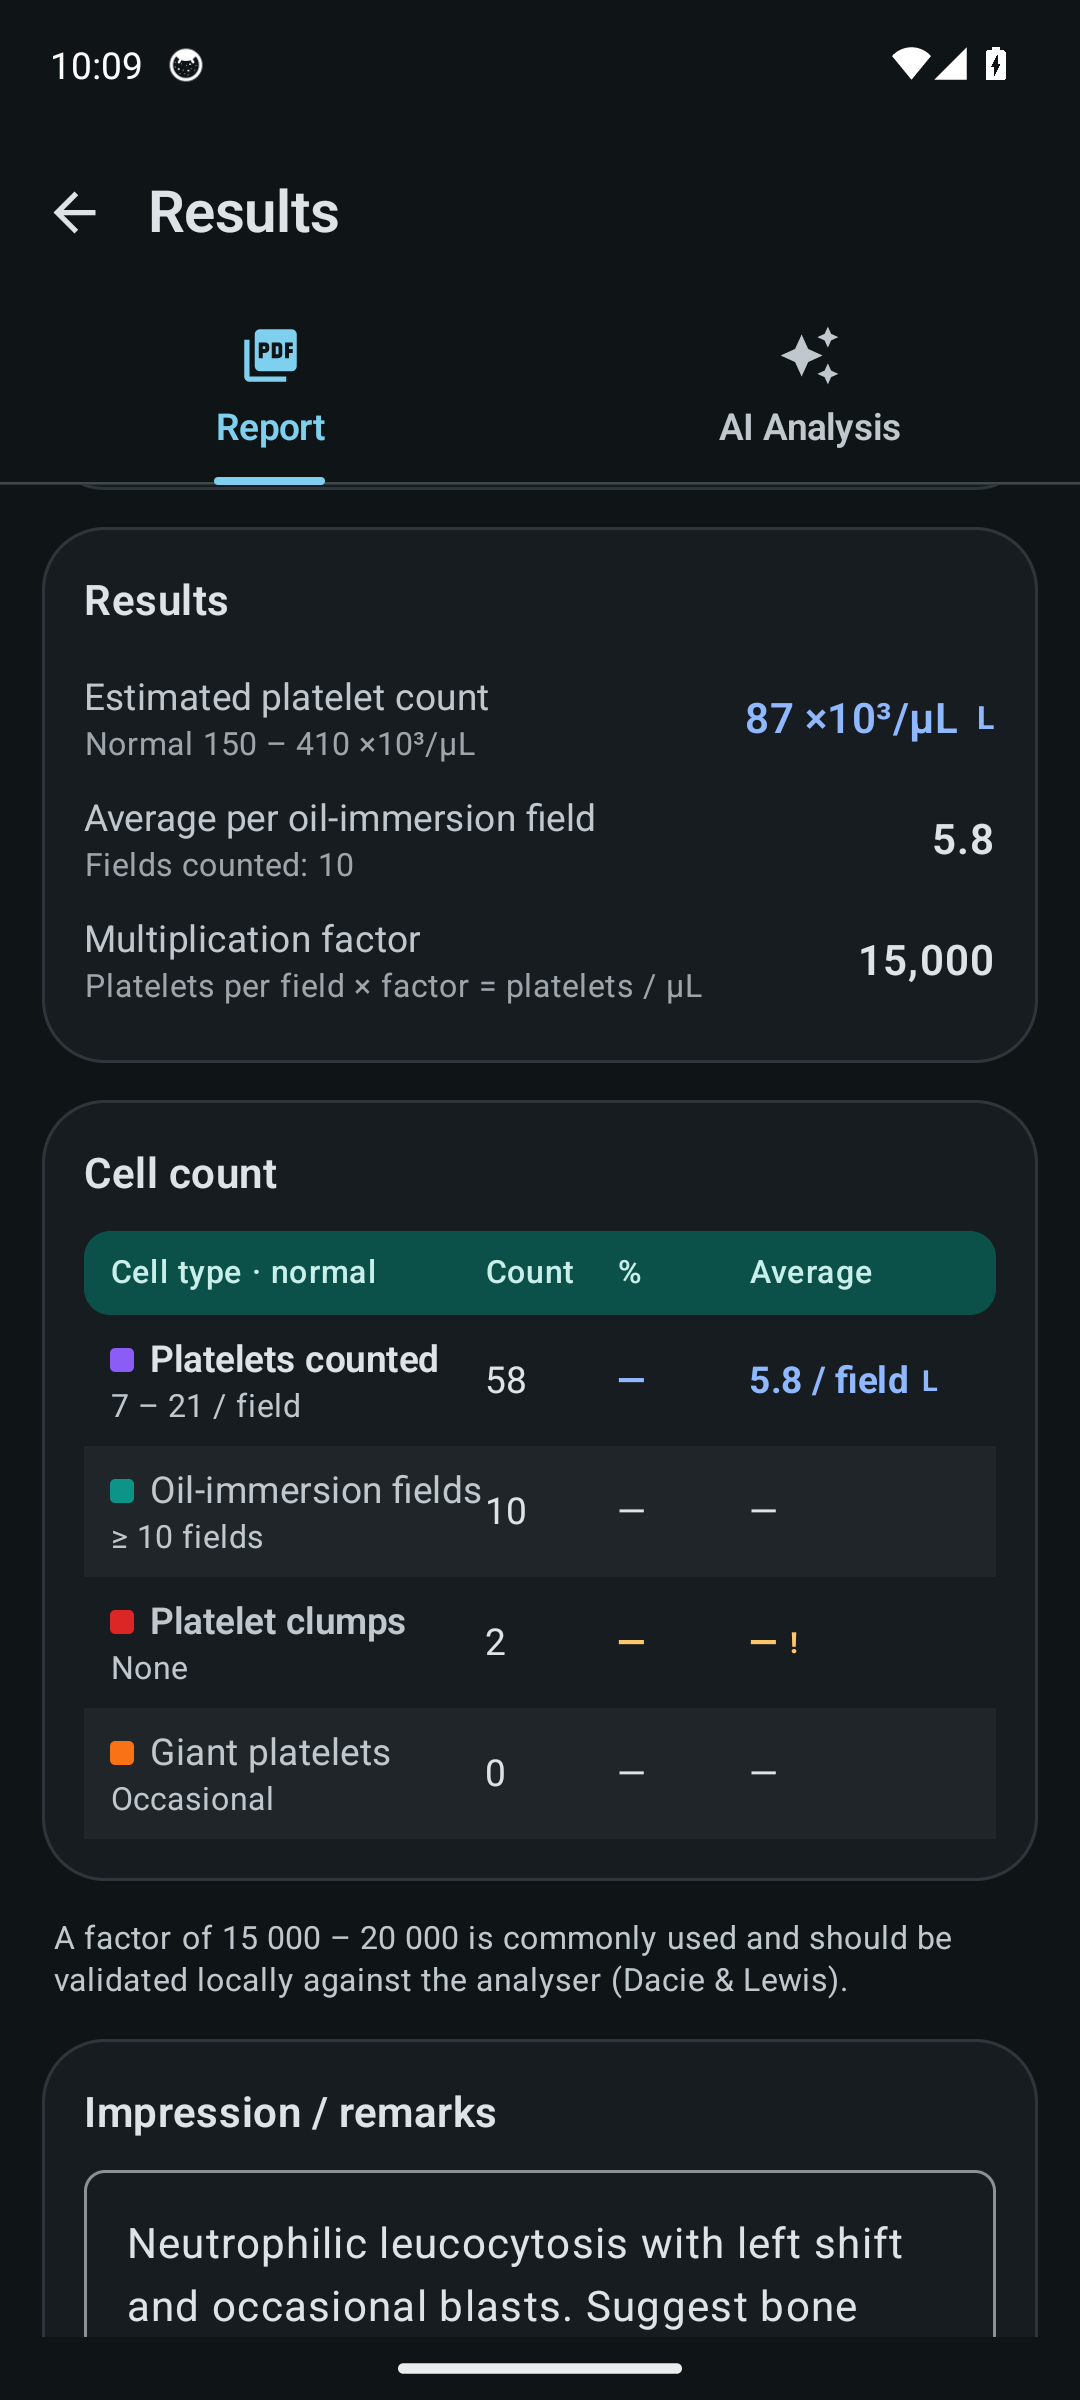 10:09
Results
PDF
Report
AI Analysis
Results
Estimated platelet count
Normal 150 – 410 ×10³/µL
87 ×10³/µL L
Average per oil-immersion field
Fields counted: 10
5.8
Multiplication factor
Platelets per field × factor = platelets / µL
15,000
Cell count
Cell type · normal Count % Average
Platelets counted
7 – 21 / field
58 – 5.8 / field L
Oil-immersion fields
≥ 10 fields
10 – –
Platelet clumps
None
2 – – !
Giant platelets
Occasional
0 – –
A factor of 15 000 – 20 000 is commonly used and should be
validated locally against the analyser (Dacie & Lewis).
Impression / remarks
Neutrophilic leucocytosis with left shift
and occasional blasts. Suggest bone